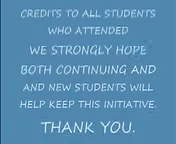 CREDITS TO ALL STUDENTS
WHO ATTENDED
WE STRONGLY HOPE
BOTH CONTINUING AND
AND NEW STUDENTS WILL
HELP KEEP THIS INITIATIVE.
THANK YOU.